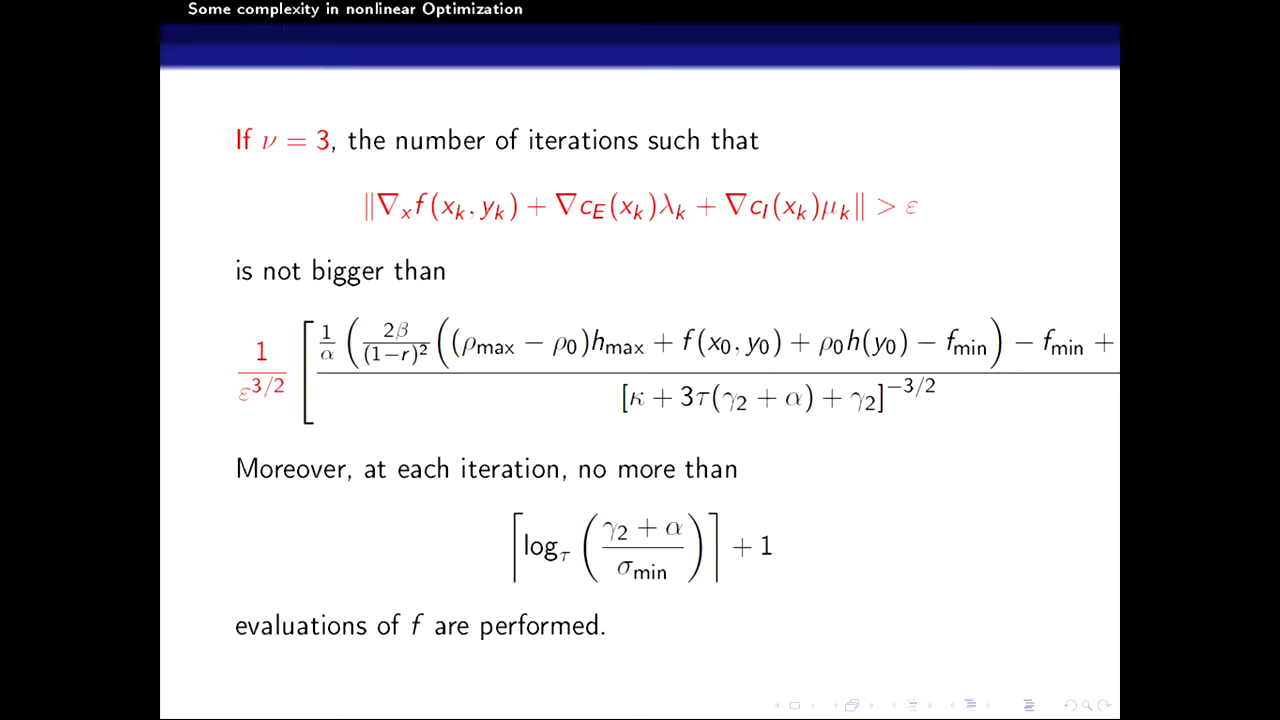 Some complexity in nonlinear Optimization
If ν = 3, the number of iterations such that
‖∇ₓf(xₖ, yₖ) + ∇c_E(xₖ)λₖ + ∇c_I(xₖ)μₖ‖ > ε
is not bigger than
1/ε^{3/2} [ (1/α (2β/(1−r)² ((ρ_max − ρ₀)h_max + f(x₀, y₀) + ρ₀h(y₀) − f_min) − f_min + / [κ + 3τ(γ₂ + α) + γ₂]^{−3/2}
Moreover, at each iteration, no more than
⌈log_τ ((γ₂ + α)/σ_min)⌉ + 1
evaluations of f are performed.